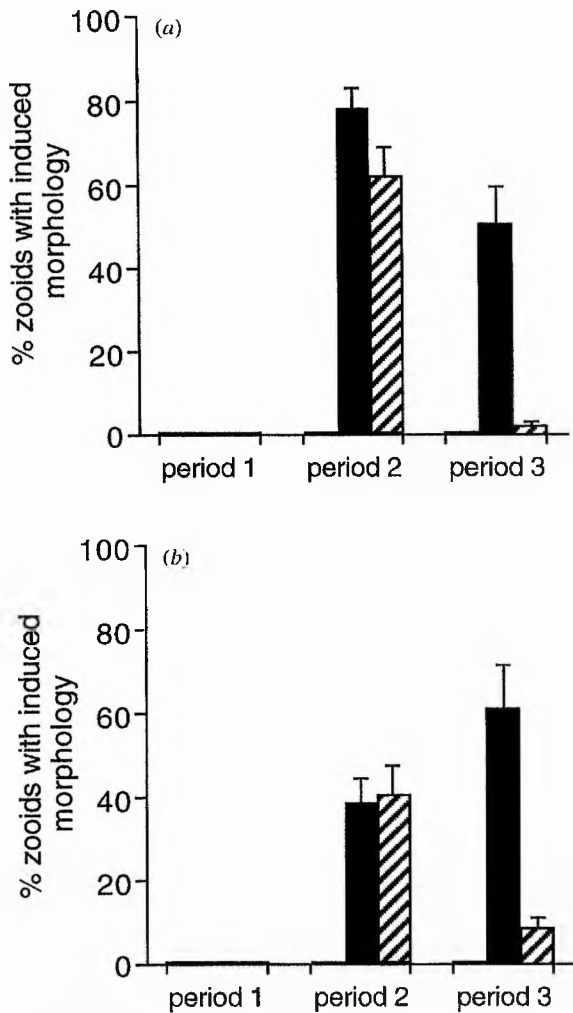 (a)
% zooids with induced
morphology
100
80
60
40
20
0
period 1 period 2 period 3
(b)
% zooids with induced
morphology
100
80
60
40
20
0
period 1 period 2 period 3